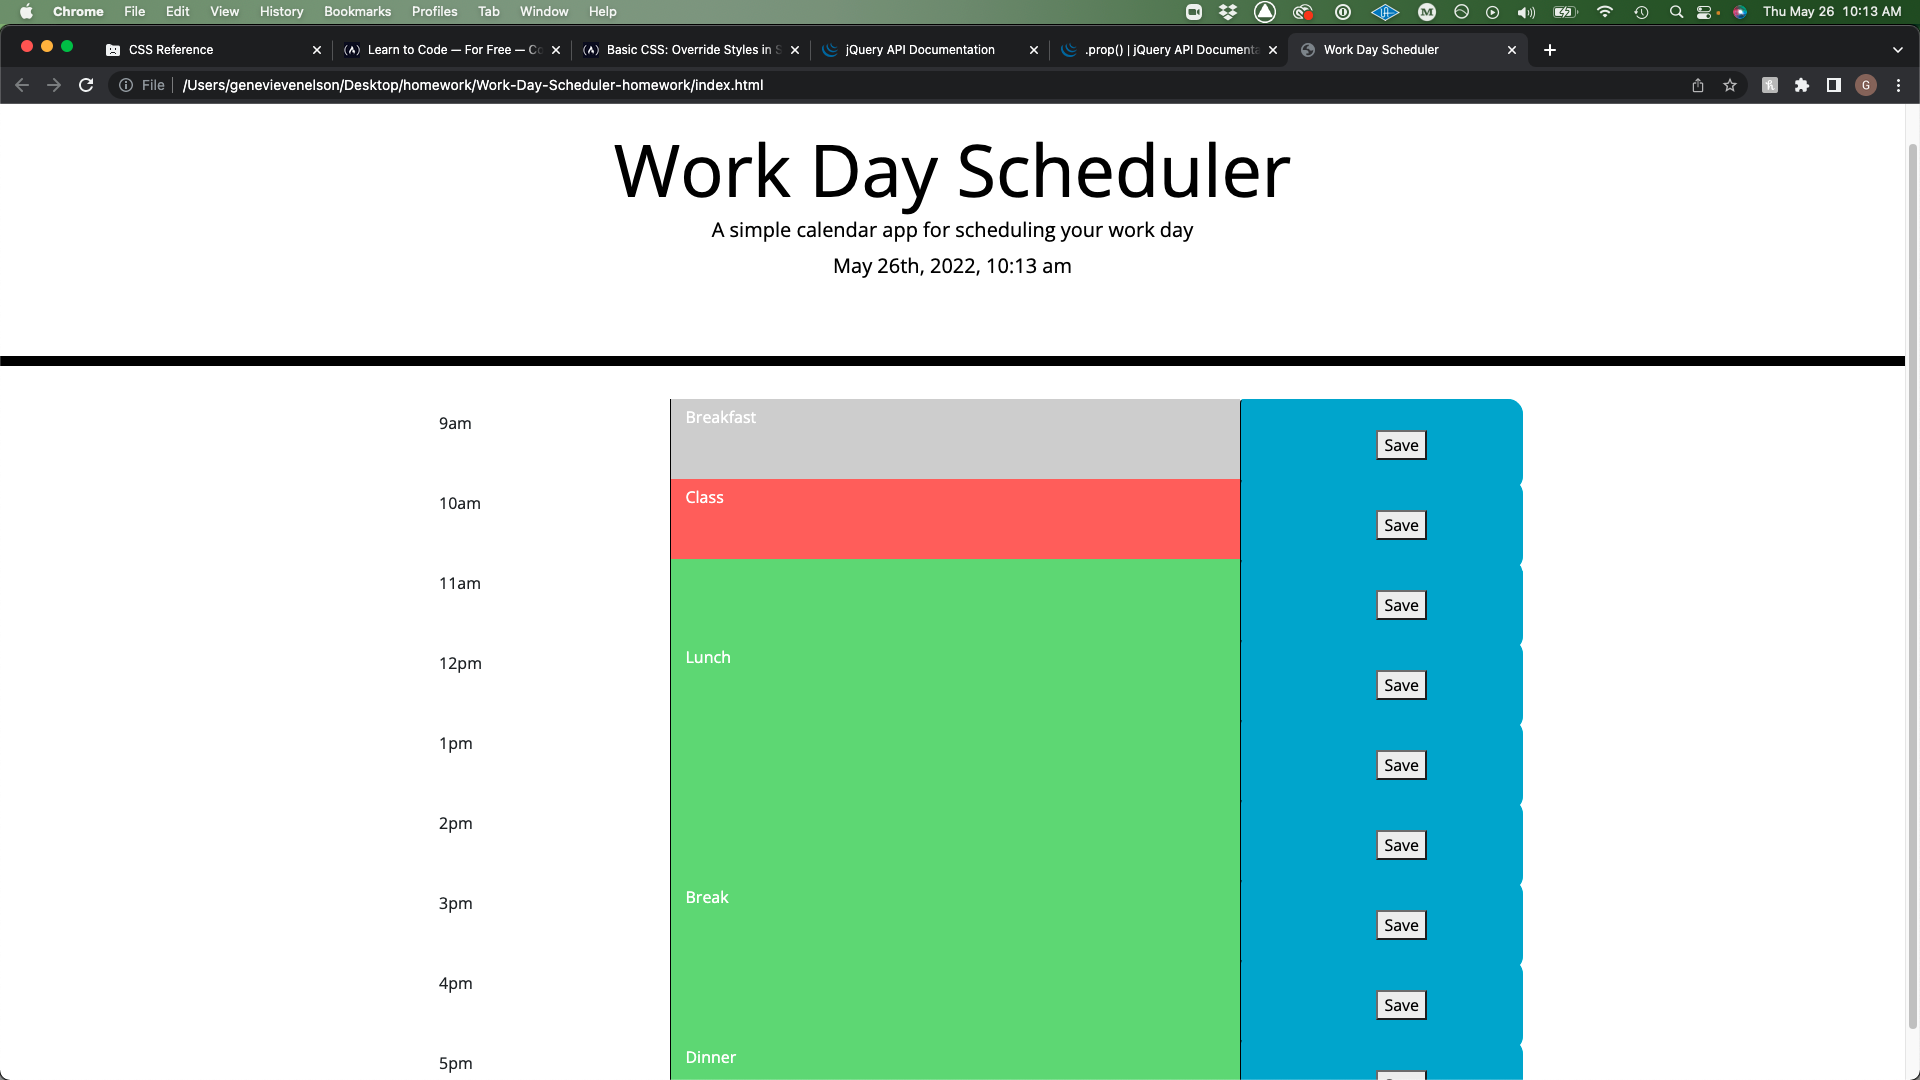 Chrome File Edit View History Bookmarks Profiles Tab Window Help Thu May 26 10:13 AM
CSS Reference Learn to Code — For Free — Co Basic CSS: Override Styles in S jQuery API Documentation .prop() | jQuery API Documenta Work Day Scheduler
File /Users/genevievenelson/Desktop/homework/Work-Day-Scheduler-homework/index.html G
Work Day Scheduler
A simple calendar app for scheduling your work day
May 26th, 2022, 10:13 am
9am Breakfast Save
10am Class Save
11am Save
12pm Lunch Save
1pm Save
2pm Save
3pm Break Save
4pm Save
5pm Dinner